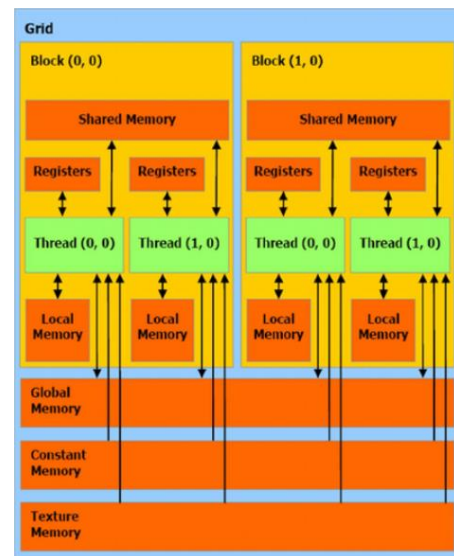 Grid
Block (0, 0)
Block (1, 0)
Shared Memory
Shared Memory
Registers
Registers
Registers
Registers
Thread (0, 0)
Thread (1, 0)
Thread (0, 0)
Thread (1, 0)
Local
Memory
Local
Memory
Local
Memory
Local
Memory
Global
Memory
Constant
Memory
Texture
Memory